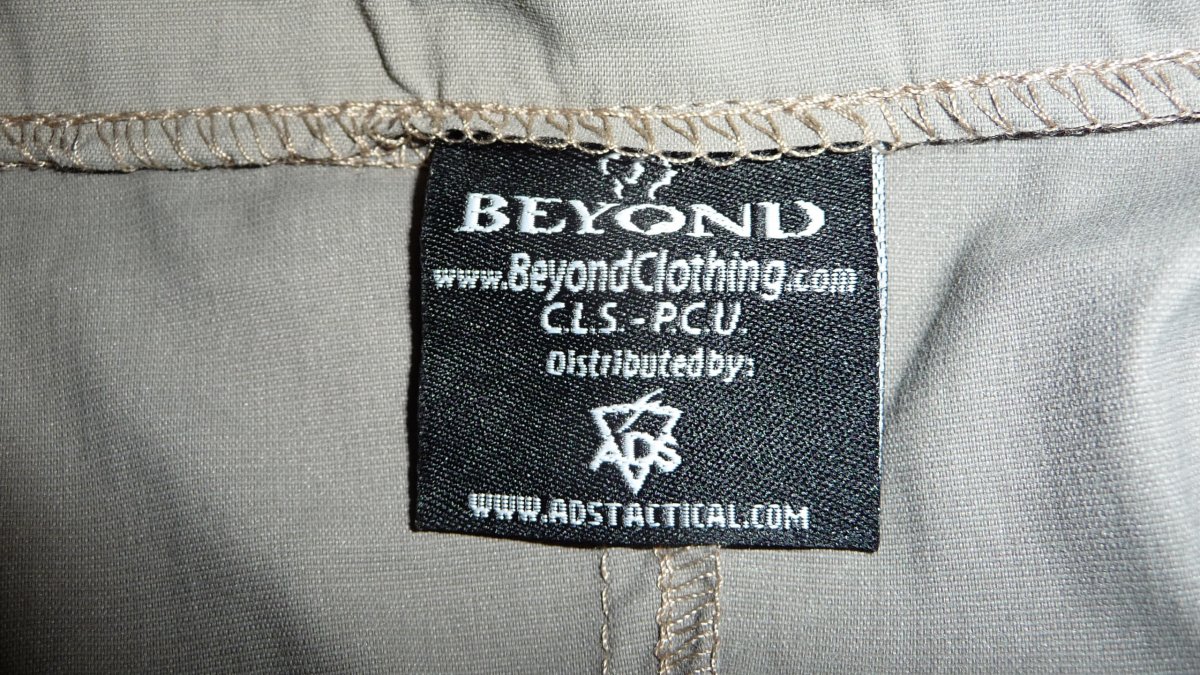 BEYOND
www.BeyondClothing.com
C.L.S. - P.C.U.
Distributed by:
ADS
WWW.ADSTACTICAL.COM